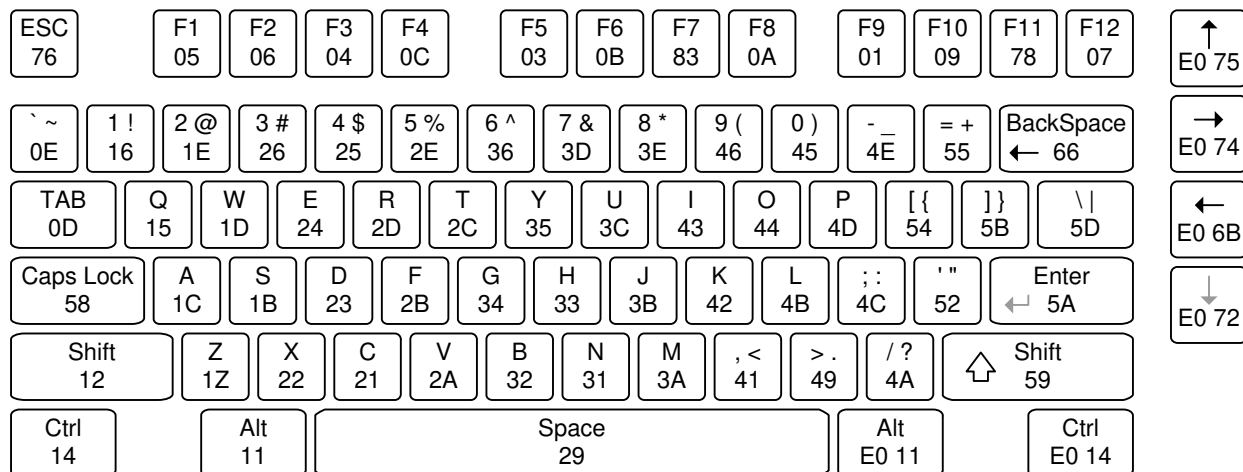 ESC F1 F2 F3 F4 F5 F6 F7 F8 F9 F10 F11 F12 ↑
76 05 06 04 0C 03 0B 83 0A 01 09 78 07 E0 75
` ~ 1 ! 2 @ 3 # 4 $ 5 % 6 ^ 7 & 8 * 9 ( 0 ) - _ = + BackSpace →
0E 16 1E 26 25 2E 36 3D 3E 46 45 4E 55 ← 66 E0 74
TAB Q W E R T Y U I O P [ { ] } \ | ←
0D 15 1D 24 2D 2C 35 3C 43 44 4D 54 5B 5D E0 6B
Caps Lock A S D F G H J K L ; : ' " Enter ↓
58 1C 1B 23 2B 34 33 3B 42 4B 4C 52 ↵ 5A E0 72
Shift Z X C V B N M , < > . / ? ⇧ Shift
12 1Z 22 21 2A 32 31 3A 41 49 4A 59
Ctrl Alt Space Alt Ctrl
14 11 29 E0 11 E0 14